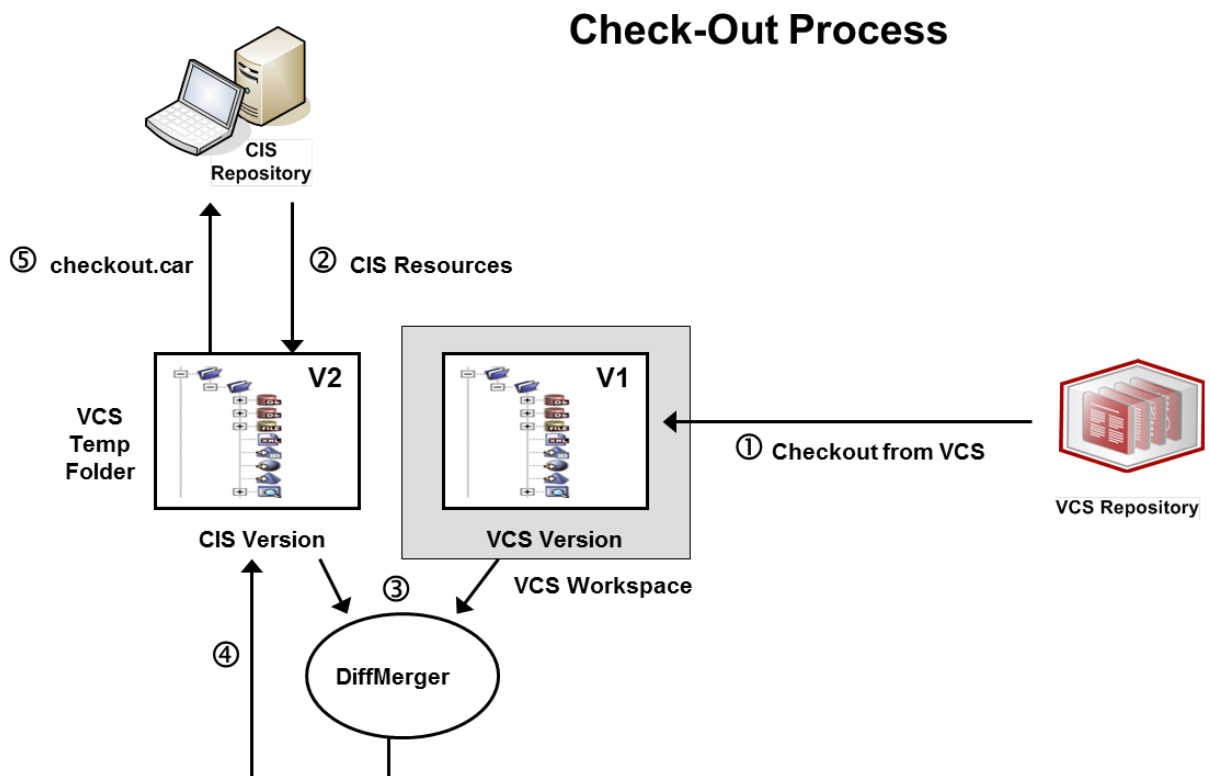 Check-Out Process
CIS
Repository
⑤ checkout.car
② CIS Resources
V2
V1
VCS
Temp
Folder
① Checkout from VCS
VCS Repository
CIS Version
VCS Version
③
VCS Workspace
④
DiffMerger